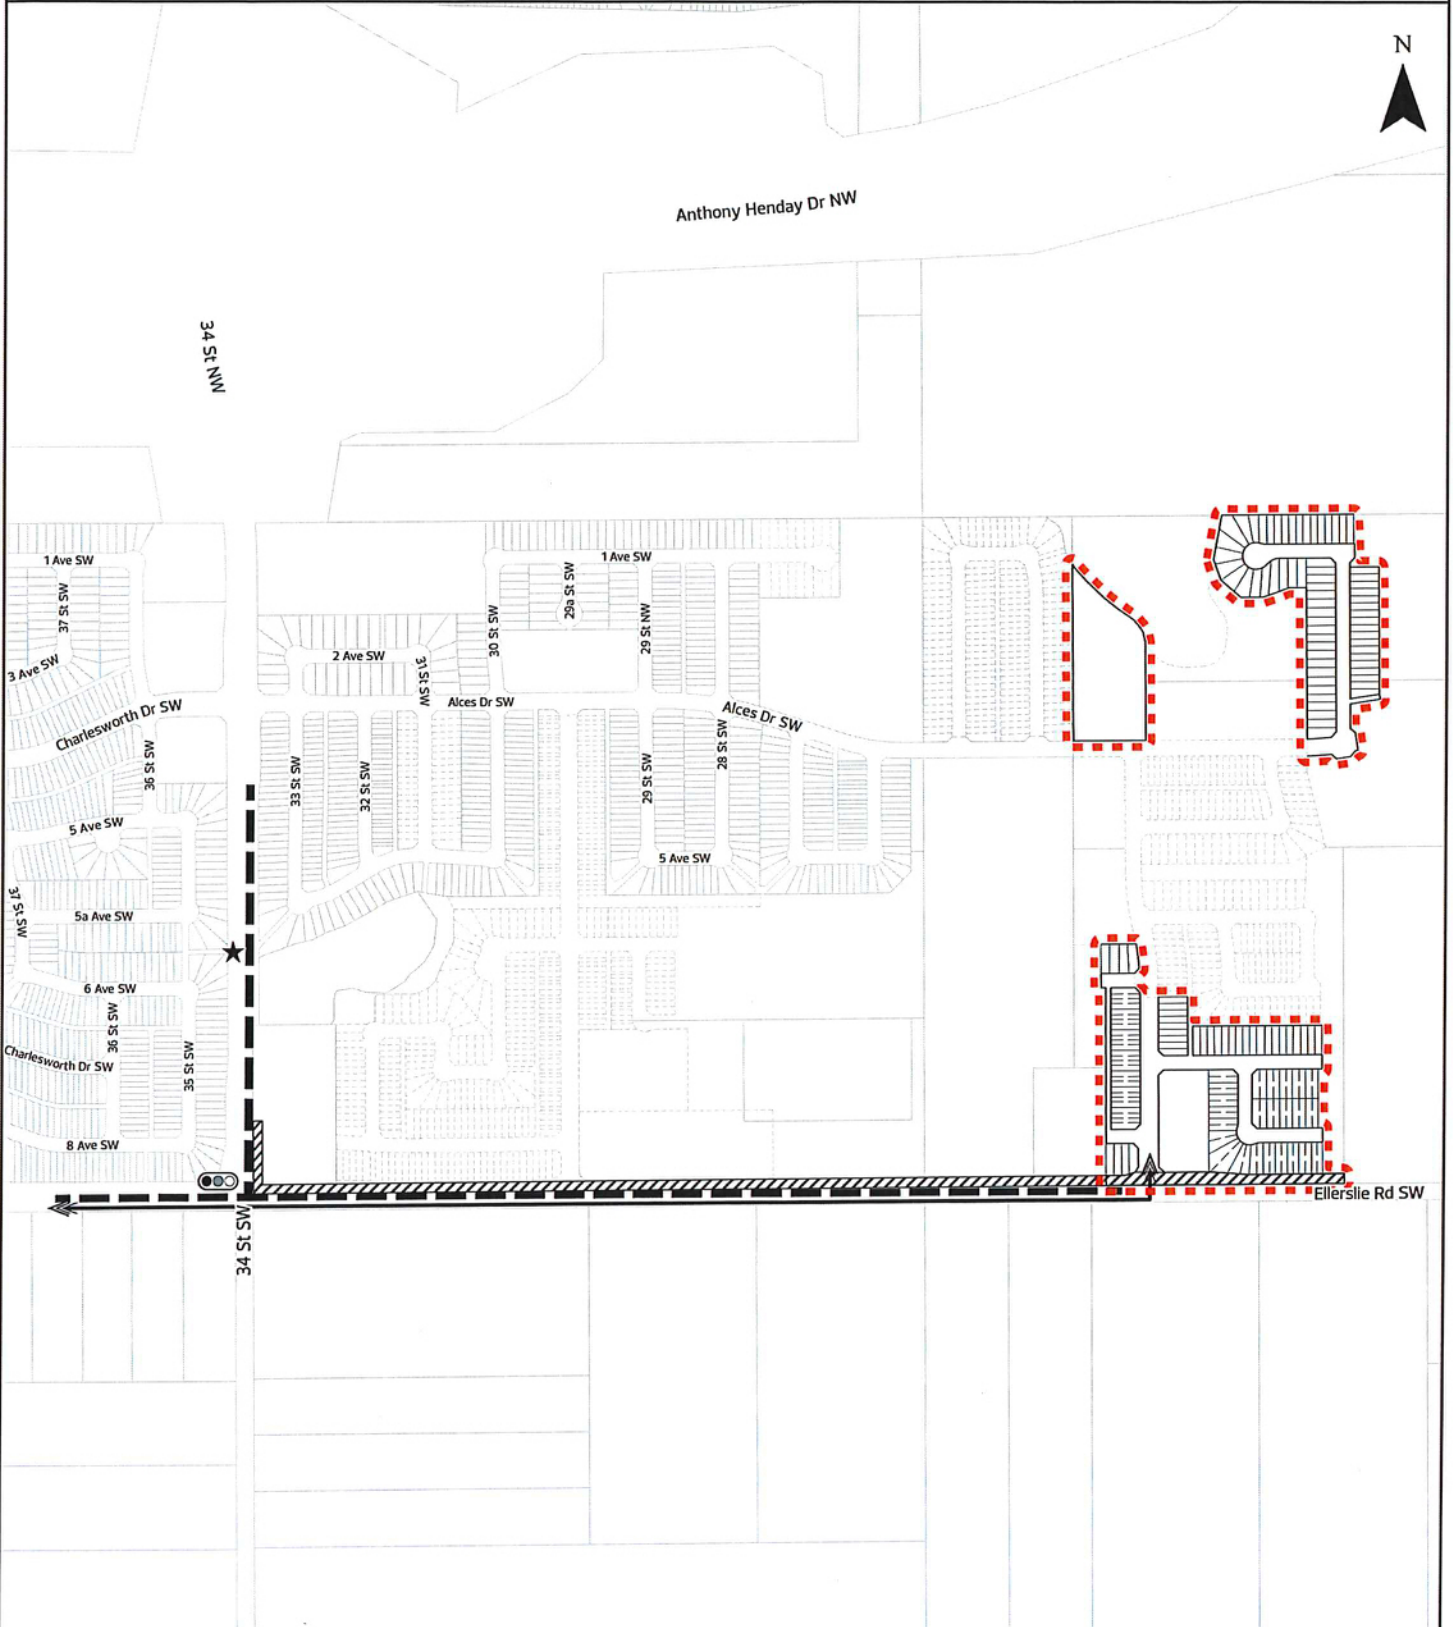 N
Anthony Henday Dr NW
34 St NW
1 Ave SW
1 Ave SW
37 St SW
29a St SW
30 St SW
29 St NW
2 Ave SW
31 St SW
3 Ave SW
Alces Dr SW
Alces Dr SW
Charlesworth Dr SW
36 St SW
33 St SW
32 St SW
29 St SW
28 St SW
5 Ave SW
5 Ave SW
37 St SW
5a Ave SW
6 Ave SW
36 St SW
Charlesworth Dr SW
35 St SW
8 Ave SW
Ellerslie Rd SW
34 St SW